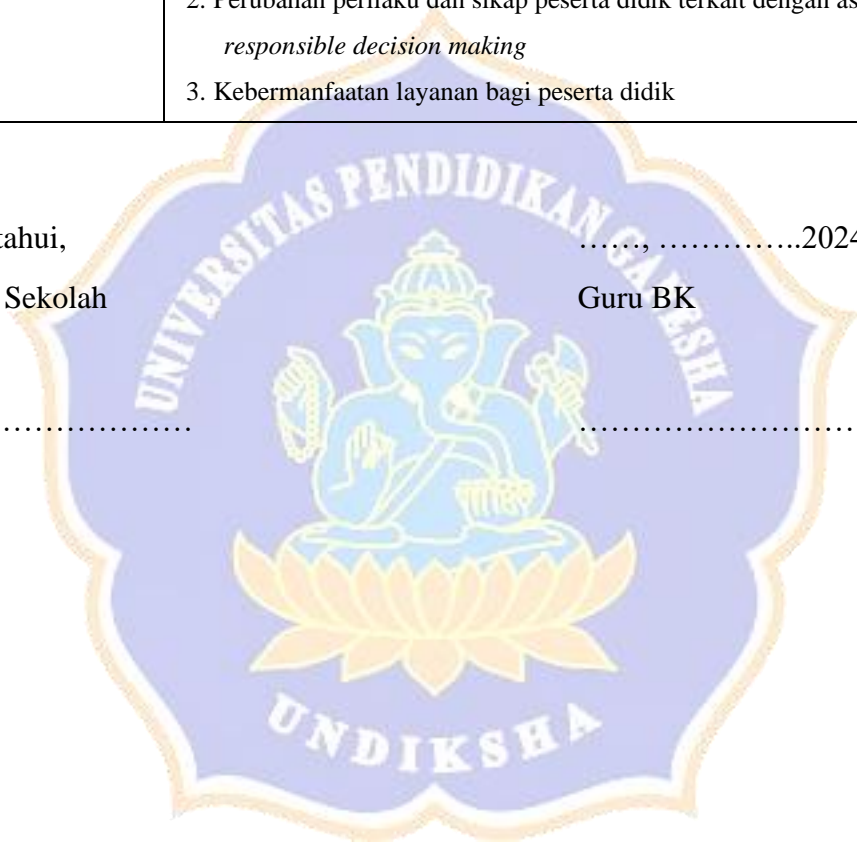 2. Perubahan perilaku dan sikap peserta didik terkait dengan
responsible decision making
3. Kebermanfaatan layanan bagi peserta didik
tahui, ……, …………..2024
Sekolah Guru BK
……………… ………………………
UNIVERSITAS PENDIDIKAN GANESHA
UNDIKSHA